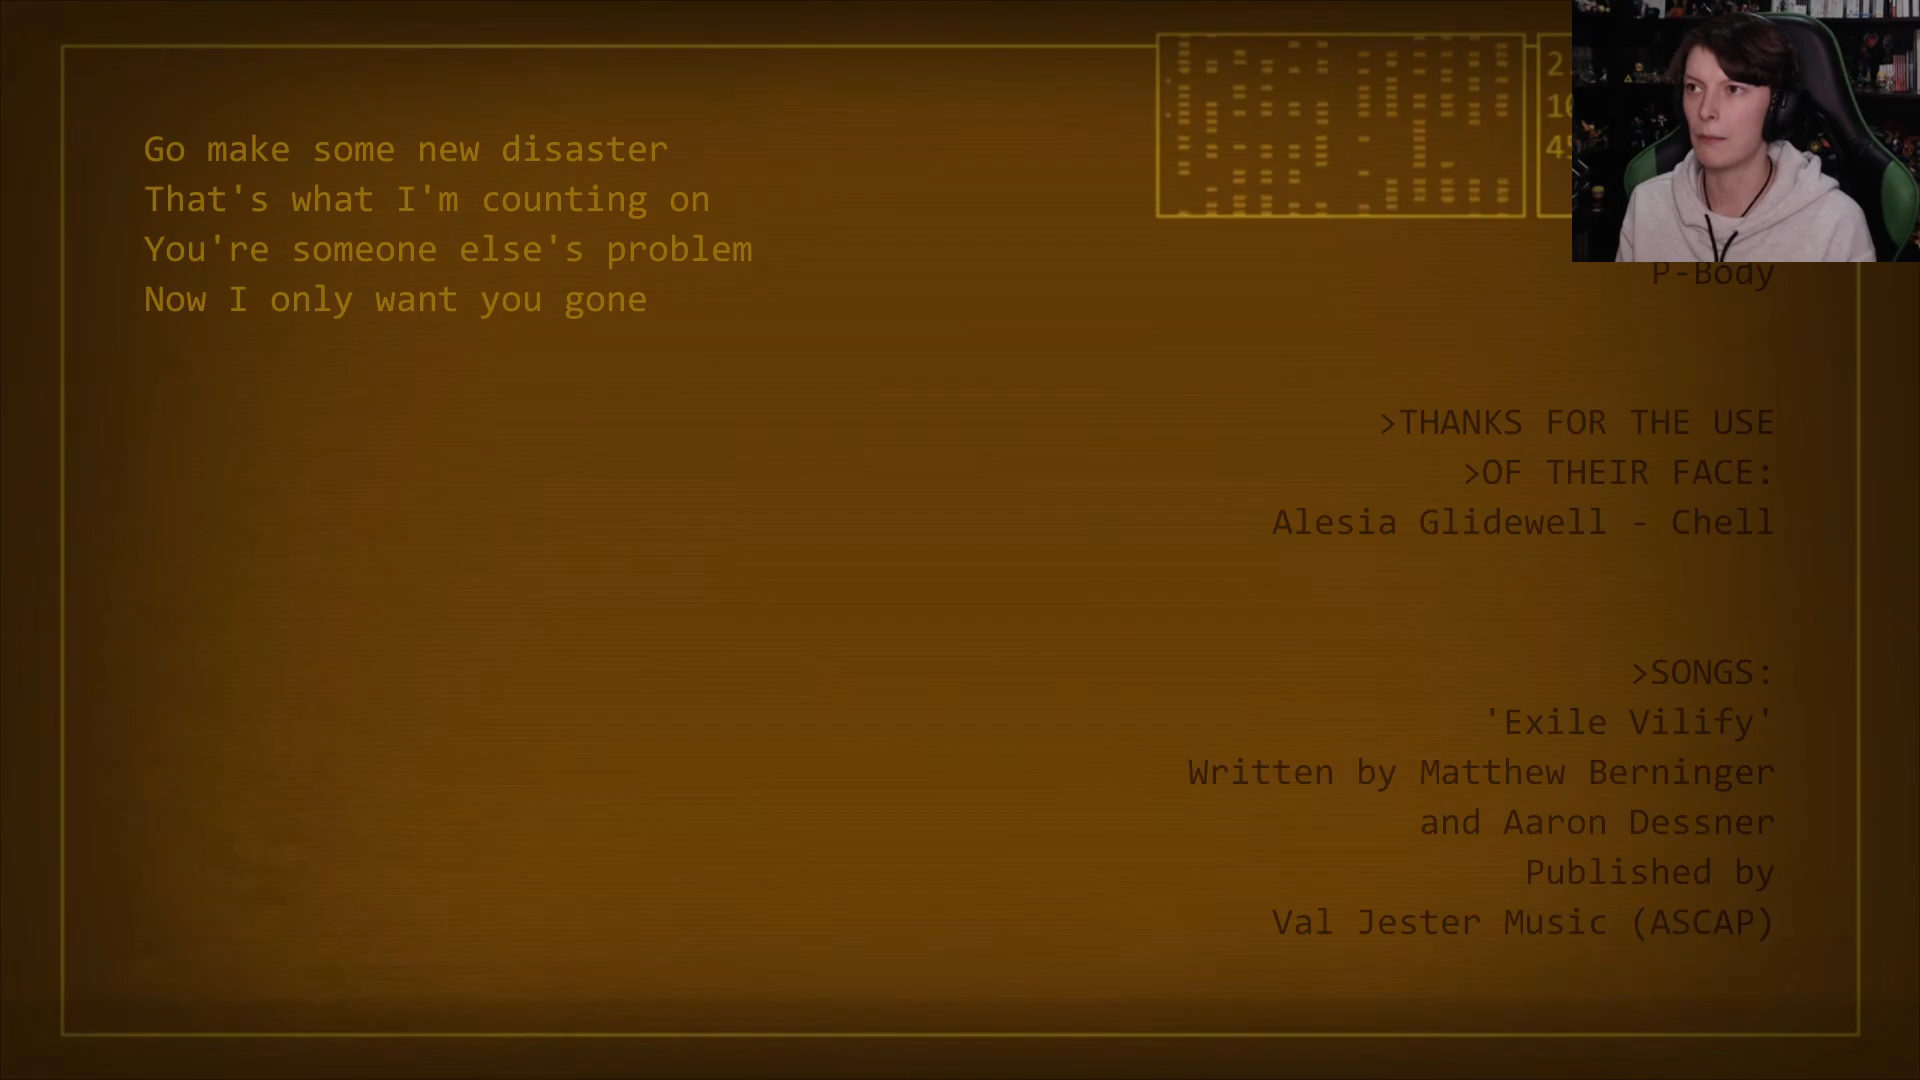 Go make some new disaster
That's what I'm counting on
You're someone else's problem
Now I only want you gone
P-Body
>THANKS FOR THE USE
>OF THEIR FACE:
Alesia Glidewell - Chell
>SONGS:
'Exile Vilify'
Written by Matthew Berninger
and Aaron Dessner
Published by
Val Jester Music (ASCAP)